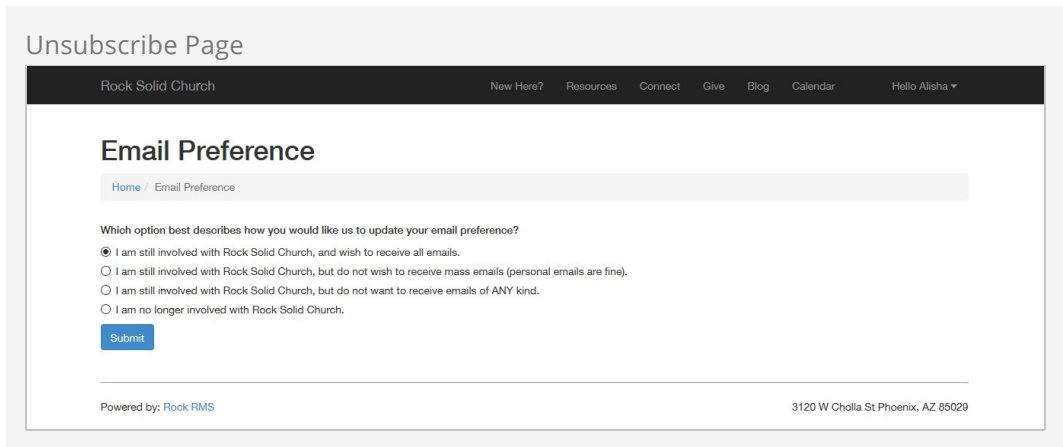 Unsubscribe Page
Rock Solid Church New Here? Resources Connect Give Blog Calendar Hello Alisha
Email Preference
Home / Email Preference
Which option best describes how you would like us to update your email preference?
I am still involved with Rock Solid Church, and wish to receive all emails.
I am still involved with Rock Solid Church, but do not wish to receive mass emails (personal emails are fine).
I am still involved with Rock Solid Church, but do not want to receive emails of ANY kind.
I am no longer involved with Rock Solid Church.
Submit
Powered by: Rock RMS 3120 W Cholla St Phoenix, AZ 85029